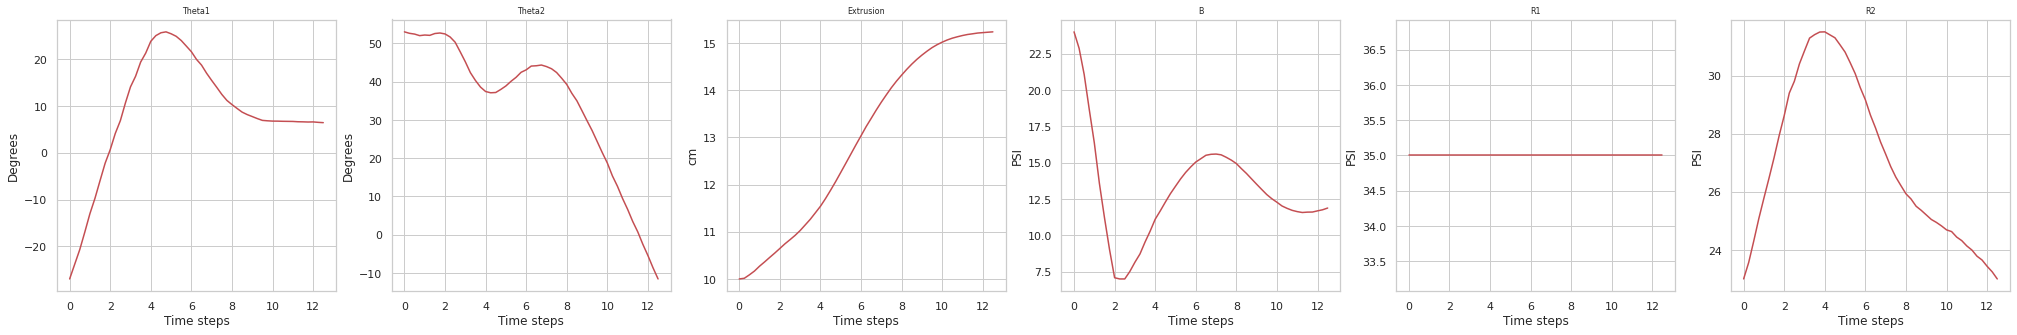 Theta1
20
10
0
−10
−20
Degrees
0 2 4 6 8 10 12
Time steps
Theta2
50
40
30
20
10
0
−10
Degrees
0 2 4 6 8 10 12
Time steps
Extrusion
15
14
13
12
11
10
cm
0 2 4 6 8 10 12
Time steps
B
22.5
20.0
17.5
15.0
12.5
10.0
7.5
PSI
0 2 4 6 8 10 12
Time steps
R1
36.5
36.0
35.5
35.0
34.5
34.0
33.5
PSI
0 2 4 6 8 10 12
Time steps
R2
30
28
26
24
PSI
0 2 4 6 8 10 12
Time steps